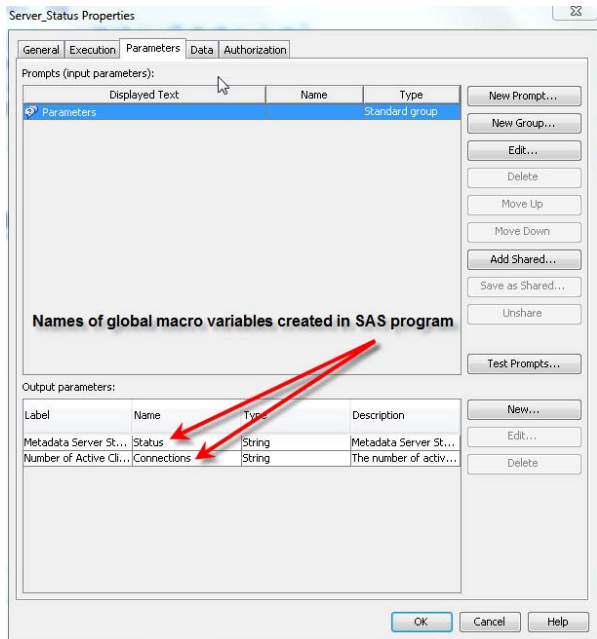 Server_Status Properties
General Execution Parameters Data Authorization
Prompts (input parameters):
Displayed Text Name Type
Parameters Standard group
New Prompt...
New Group...
Edit...
Delete
Move Up
Move Down
Add Shared...
Save as Shared...
Unshare
Test Prompts...
Names of global macro variables created in SAS program
Output parameters:
Label Name Type Description
Metadata Server St... Status String Metadata Server St...
Number of Active Cli... Connections String The number of activ...
New...
Edit...
Delete
OK Cancel Help